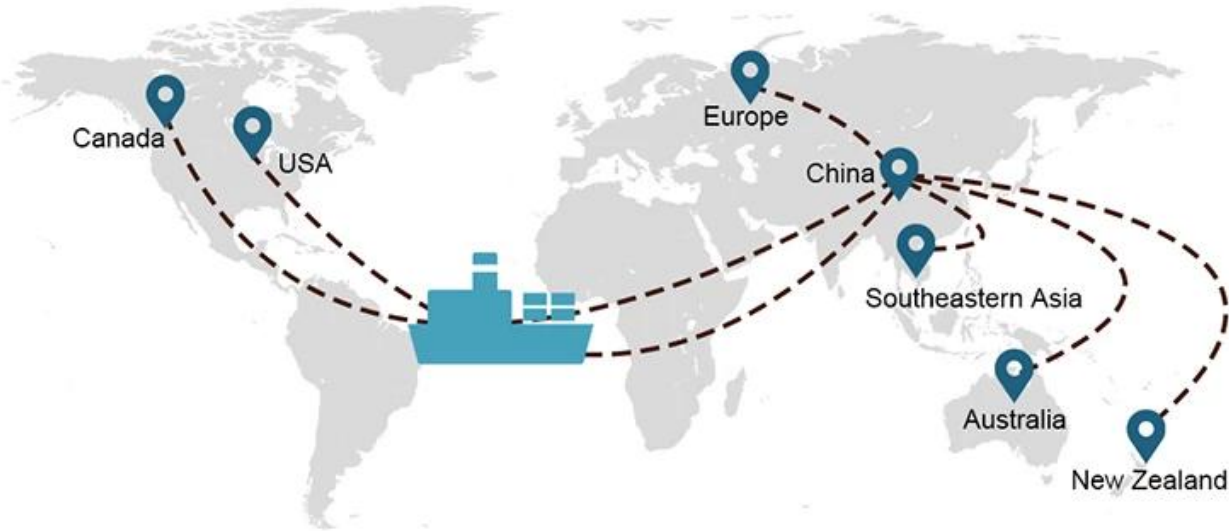 Canada
USA
Europe
China
Southeastern Asia
Australia
New Zealand